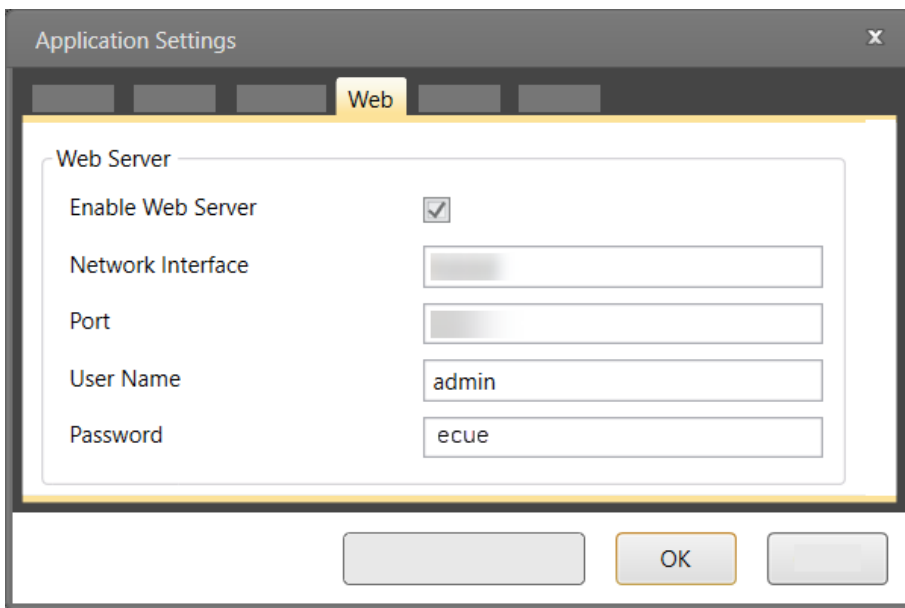 Application Settings
x
Web
Web Server
Enable Web Server
Network Interface
Port
User Name
admin
Password
ecue
OK